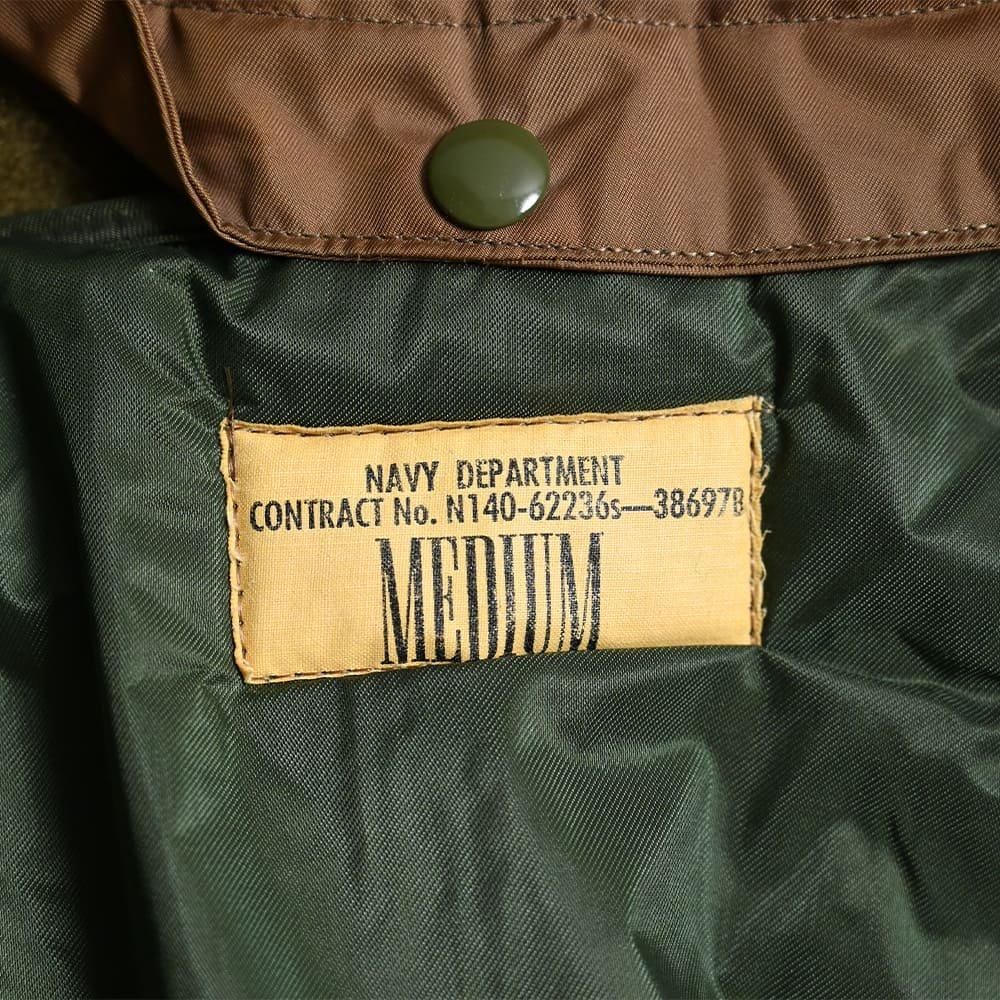 NAVY DEPARTMENT
CONTRACT No. N140-62236s—38697B
MEDIUM